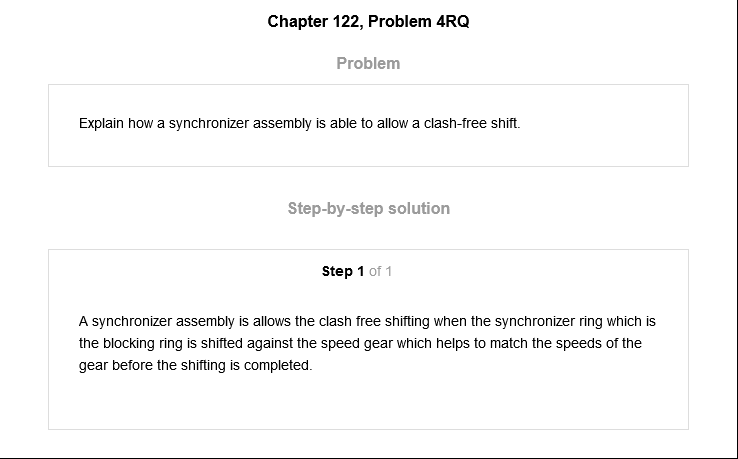 Chapter 122, Problem 4RQ
Problem
Explain how a synchronizer assembly is able to allow a clash-free shift.
Step-by-step solution
Step 1 of 1
A synchronizer assembly is allows the clash free shifting when the synchronizer ring which is
the blocking ring is shifted against the speed gear which helps to match the speeds of the
gear before the shifting is completed.